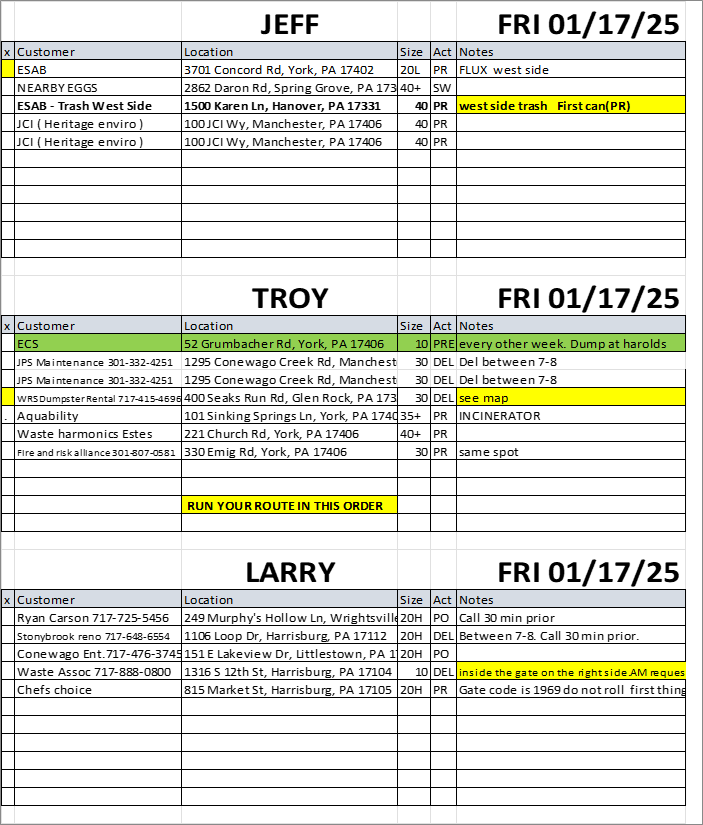 JEFF FRI 01/17/25
x Customer Location Size Act Notes
ESAB 3701 Concord Rd, York, PA 17402 20L PR FLUX west side
NEARBY EGGS 2862 Daron Rd, Spring Grove, PA 173 40+ SW
ESAB - Trash West Side 1500 Karen Ln, Hanover, PA 17331 40 PR west side trash First can(PR)
JCI ( Heritage enviro ) 100 JCI Wy, Manchester, PA 17406 40 PR
JCI ( Heritage enviro ) 100 JCI Wy, Manchester, PA 17406 40 PR
TROY FRI 01/17/25
x Customer Location Size Act Notes
ECS 52 Grumbacher Rd, York, PA 17406 10 PRE every other week. Dump at harolds
JPS Maintenance 301-332-4251 1295 Conewago Creek Rd, Manchest 30 DEL Del between 7-8
JPS Maintenance 301-332-4251 1295 Conewago Creek Rd, Manchest 30 DEL Del between 7-8
WRS Dumpster Rental 717-415-4696 400 Seaks Run Rd, Glen Rock, PA 173 30 DEL see map
. Aquability 101 Sinking Springs Ln, York, PA 1740 35+ PR INCINERATOR
Waste harmonics Estes 221 Church Rd, York, PA 17406 40+ PR
Fire and risk alliance 301-807-0581 330 Emig Rd, York, PA 17406 30 PR same spot
RUN YOUR ROUTE IN THIS ORDER
LARRY FRI 01/17/25
x Customer Location Size Act Notes
Ryan Carson 717-725-5456 249 Murphy's Hollow Ln, Wrightsville 20H PO Call 30 min prior
Stonybrook reno 717-648-6554 1106 Loop Dr, Harrisburg, PA 17112 20H DEL Between 7-8. Call 30 min prior.
Conewago Ent.717-476-3745 151 E Lakeview Dr, Littlestown, PA 1 20H PO
Waste Assoc 717-888-0800 1316 S 12th St, Harrisburg, PA 17104 10 DEL inside the gate on the right side.AM reques
Chefs choice 815 Market St, Harrisburg, PA 17105 20H PR Gate code is 1969 do not roll first thing